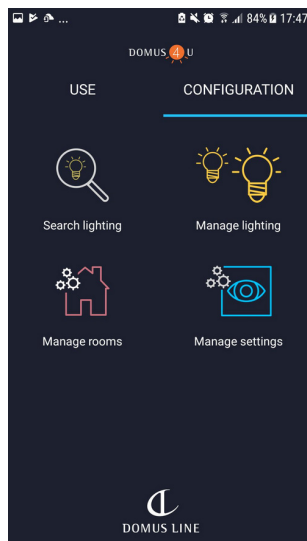 ... 84% 17:47
DOMUS 4 U
USE CONFIGURATION
Search lighting Manage lighting
Manage rooms Manage settings
DOMUS LINE